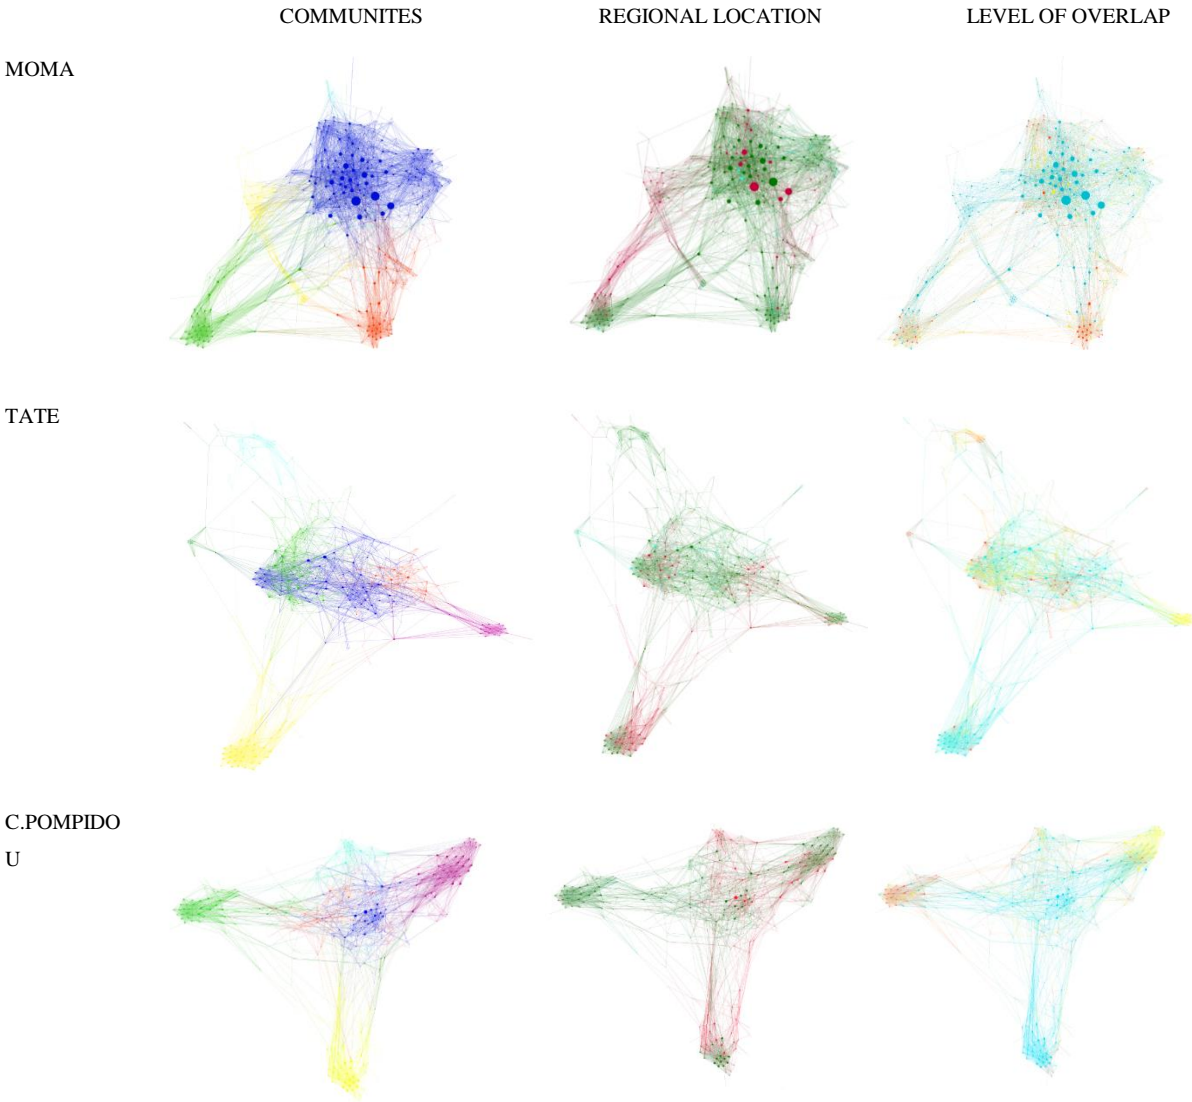 COMMUNITES REGIONAL LOCATION LEVEL OF OVERLAP
MOMA
TATE
C.POMPIDO
U